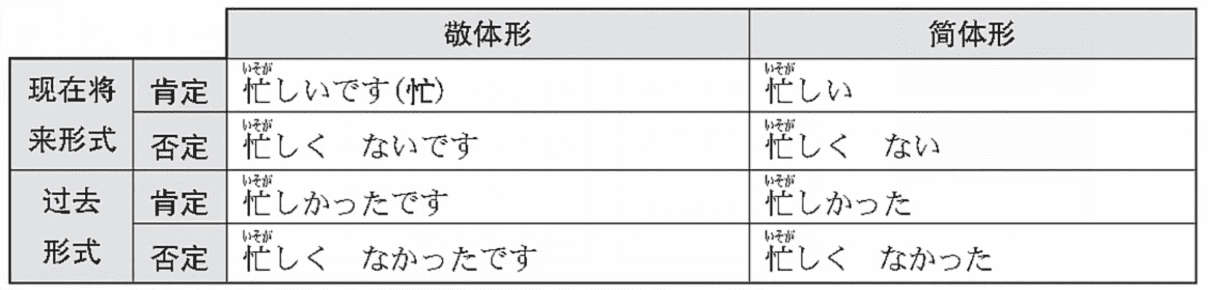 敬体形 简体形
现在将来形式 肯定 忙しいです(忙) 忙しい
いそが いそが
否定 忙しく ないです 忙しく ない
いそが いそが
过去形式 肯定 忙しかったです 忙しかった
いそが いそが
否定 忙しく なかったです 忙しく なかった
いそが いそが